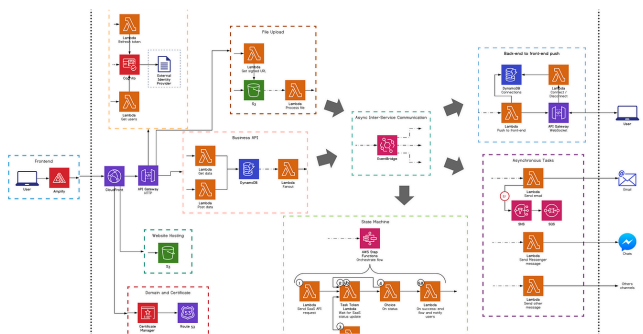 Lambda
Refresh token
Cognito
External
Identity
Provider
Lambda
Get users
File Upload
Lambda
Get signed URL
S3
Lambda
Process file
Business API
Lambda
Get data
DynamoDB
Lambda
Fanout
Lambda
Post data
Frontend
User
Amplify
CloudFront
API Gateway
HTTP
Website Hosting
S3
Domain and Certificate
Certificate
Manager
Route 53
Async Inter-Service Communication
EventBridge
State Machine
AWS Step
Functions
Orchestrate SaaS
Lambda
Send SaaS API
request
Task Token
Lambda
Wait for SaaS
status update
Choice
On status
Lambda
On success and
flow and notify
users
Back-end to front-end push
DynamoDB
Connections
Lambda
Connect /
Disconnect
Lambda
Push to front-end
API Gateway
WebSocket
User
Asynchronous Tasks
Lambda
Send email
SNS
SQS
Email
Lambda
Send Messenger
message
Chats
Lambda
Send other
message
Others
channels